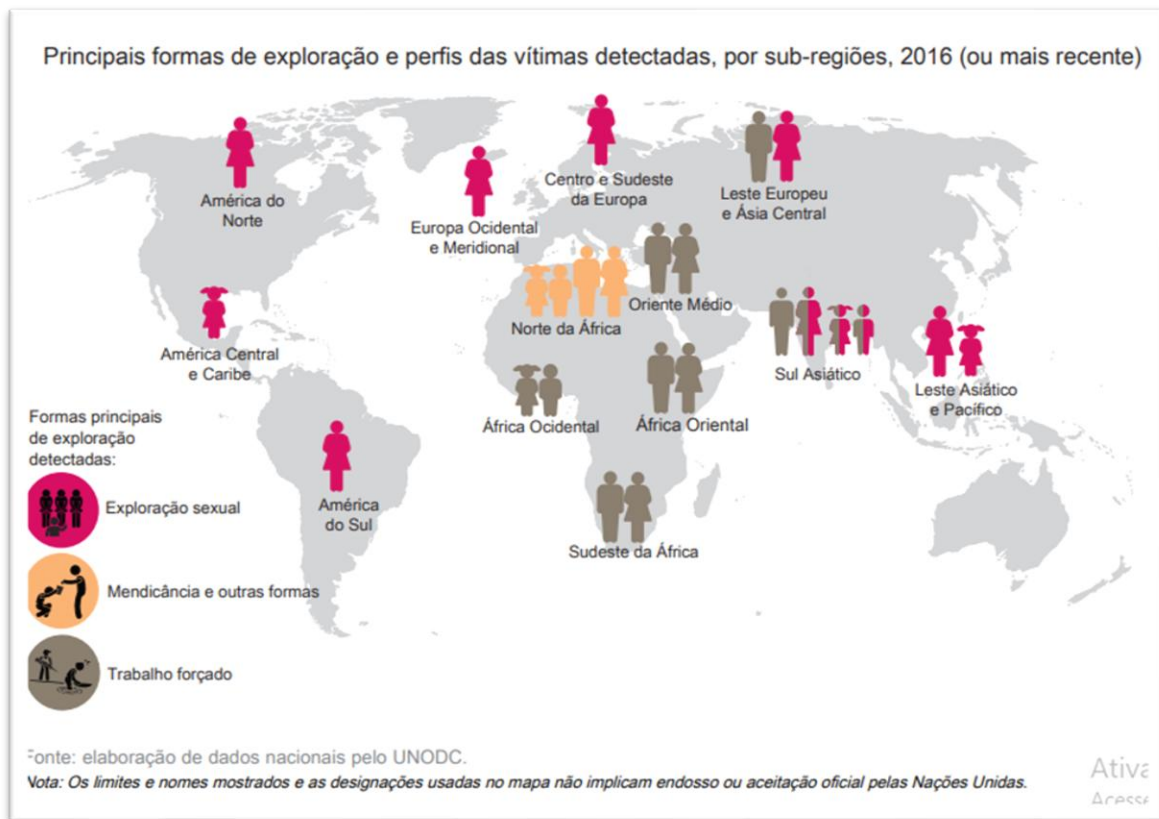 Principais formas de exploração e perfis das vítimas detectadas, por sub-regiões, 2016 (ou mais recente)
América do
Norte
Europa Ocidental
e Meridional
Centro e Sudeste
da Europa
Leste Europeu
e Ásia Central
Oriente Médio
Norte da África
América Central
e Caribe
Sul Asiático
Leste Asiático
e Pacífico
África Ocidental
África Oriental
América
do Sul
Sudeste da África
Formas principais
de exploração
detectadas:
Exploração sexual
Mendicância e outras formas
Trabalho forçado
Fonte: elaboração de dados nacionais pelo UNODC.
Nota: Os limites e nomes mostrados e as designações usadas no mapa não implicam endosso ou aceitação oficial pelas Nações Unidas.
Ativa
Acesse